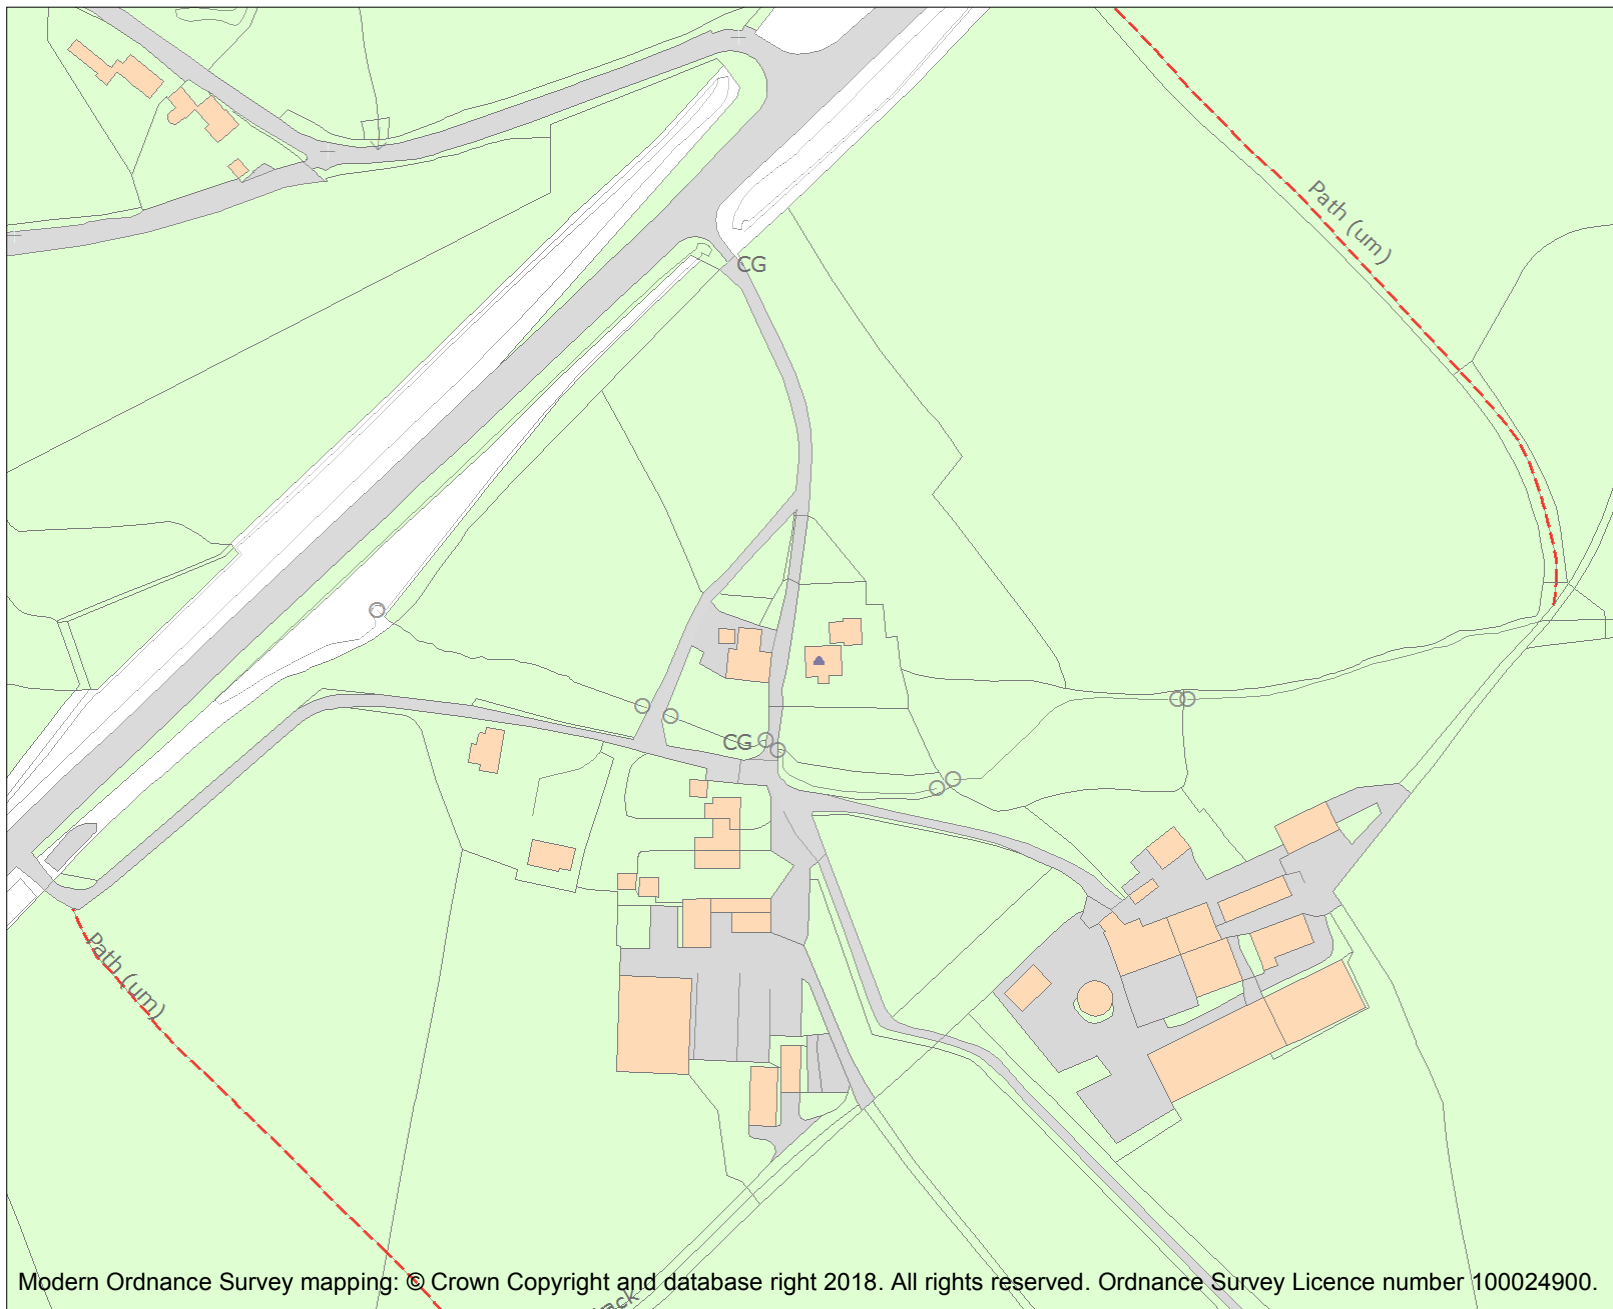 Path (um)
CG
CG
Path (um)
Modern Ordnance Survey mapping: © Crown Copyright and database right 2018. All rights reserved. Ordnance Survey Licence number 100024900.